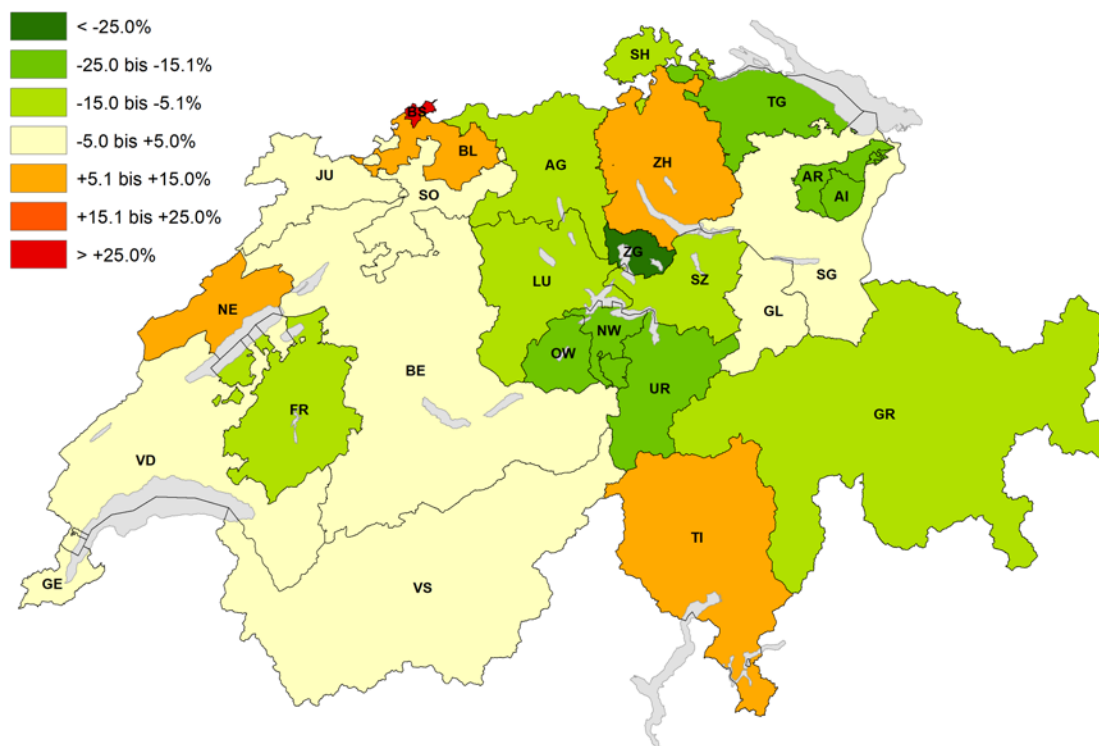 < -25.0%
-25.0 bis -15.1%
-15.0 bis -5.1%
-5.0 bis +5.0%
+5.1 bis +15.0%
+15.1 bis +25.0%
> +25.0%
SH
BS
TG
BL
AG
ZH
JU
SO
AR
AI
ZG
LU
SZ
SG
NE
GL
NW
OW
BE
UR
FR
GR
VD
TI
GE
VS